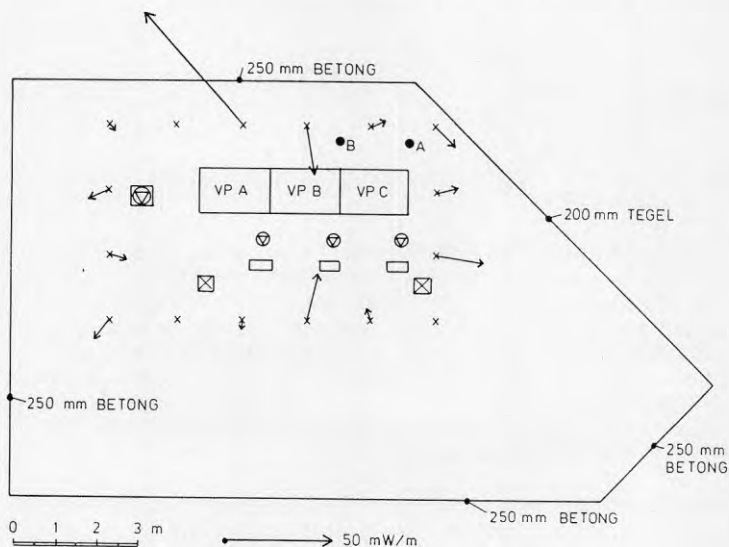 250 mm BETONG
B
A
VP A
VP B
VP C
200 mm TEGEL
250 mm BETONG
250 mm
BETONG
250 mm BETONG
0 1 2 3 m
50 mW/m